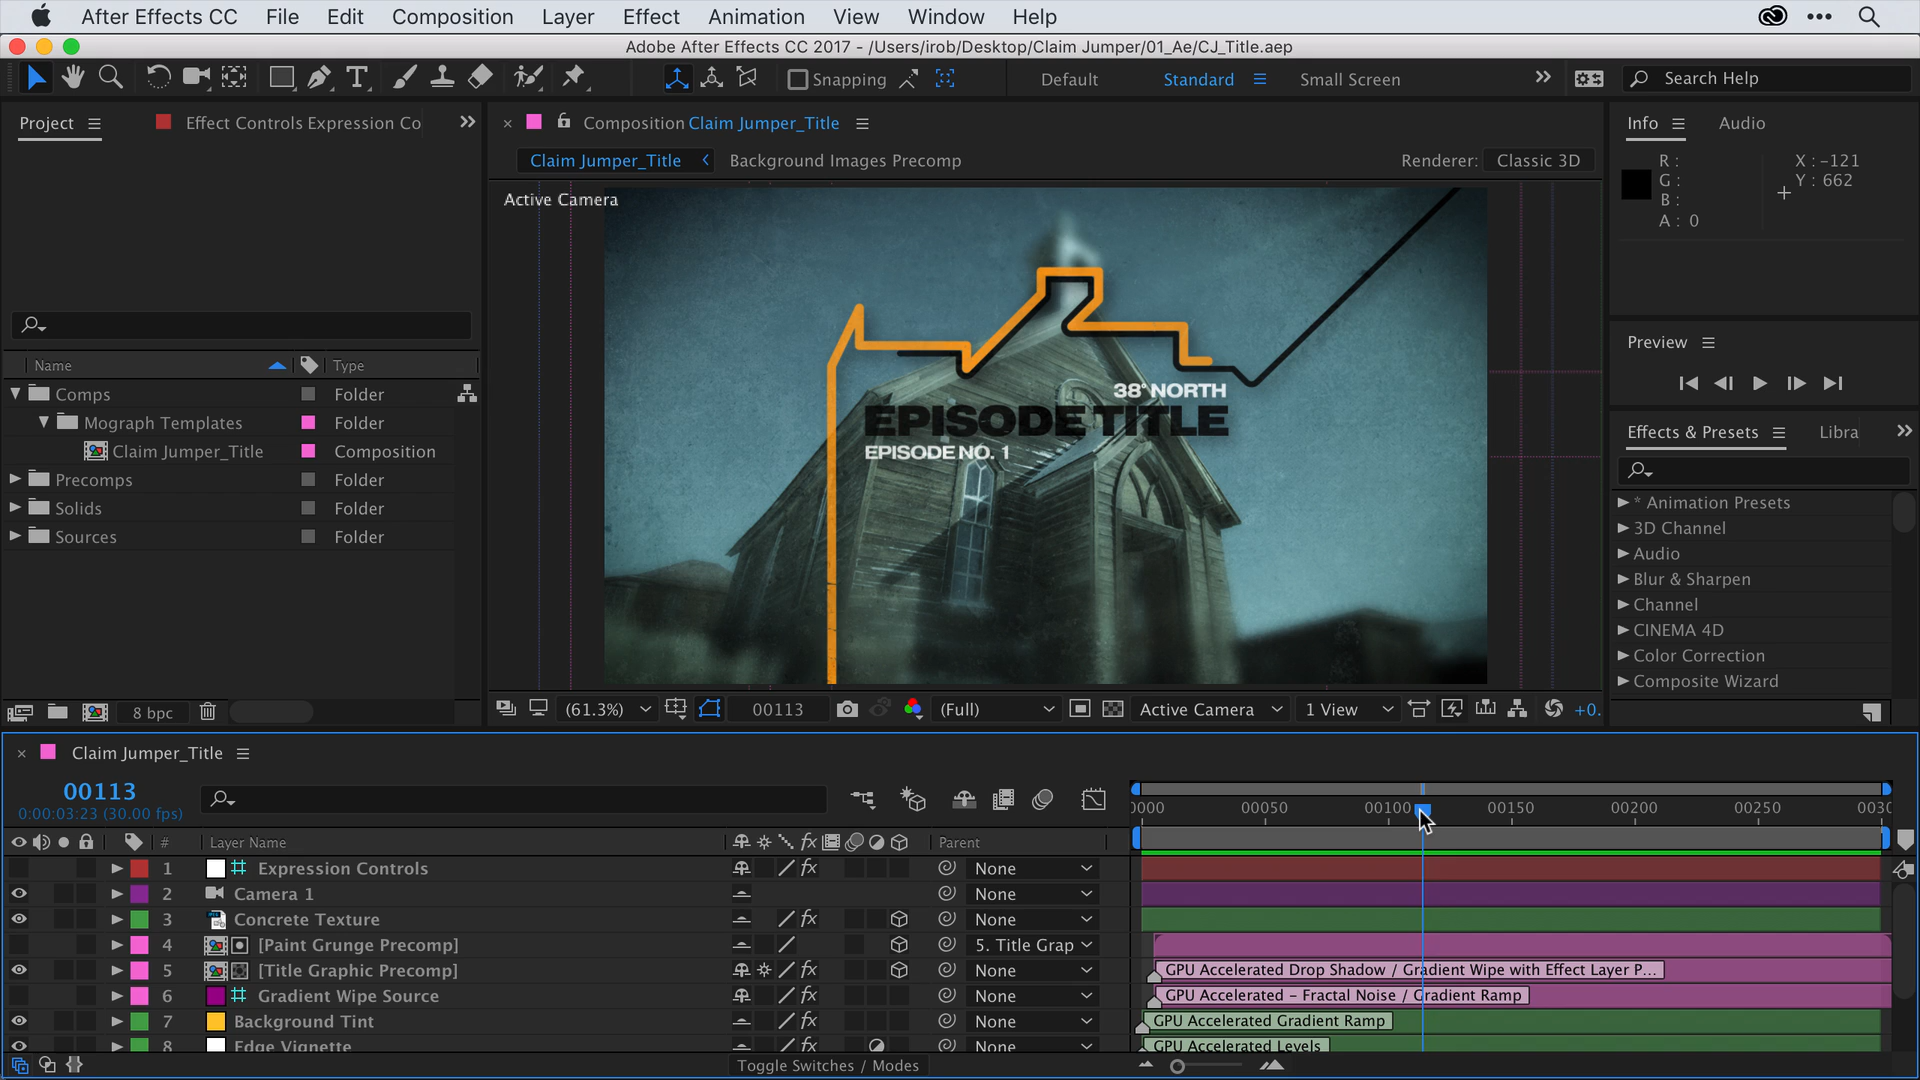 After Effects CC File Edit Composition Layer Effect Animation View Window Help
Adobe After Effects CC 2017 - /Users/irob/Desktop/Claim Jumper/01_Ae/CJ_Title.aep
Snapping Default Standard Small Screen Search Help
Project Effect Controls Expression Co
Composition Claim Jumper_Title
Info Audio
Claim Jumper_Title Background Images Precomp Renderer: Classic 3D
R : X : -121
G : Y : 662
B :
A : 0
Active Camera
38° NORTH
EPISODE TITLE
EPISODE NO. 1
Preview
Effects & Presets Libra
* Animation Presets
3D Channel
Audio
Blur & Sharpen
Channel
CINEMA 4D
Color Correction
Composite Wizard
Name Type
Comps Folder
Mograph Templates Folder
Claim Jumper_Title Composition
Precomps Folder
Solids Folder
Sources Folder
8 bpc
(61.3%) 00113 (Full) Active Camera 1 View +0.
Claim Jumper_Title
00113
0:00:03:23 (30.00 fps)
0000 00050 00100 00150 00200 00250 0030
# Layer Name fx Parent
1 Expression Controls fx None
2 Camera 1 None
3 Concrete Texture fx None
4 [Paint Grunge Precomp] 5. Title Grap
5 [Title Graphic Precomp] None GPU Accelerated Drop Shadow / Gradient Wipe with Effect Layer P...
6 Gradient Wipe Source fx None GPU Accelerated - Fractal Noise / Gradient Ramp
7 Background Tint fx None GPU Accelerated Gradient Ramp
8 Edge Vignette fx None GPU Accelerated Levels
Toggle Switches / Modes